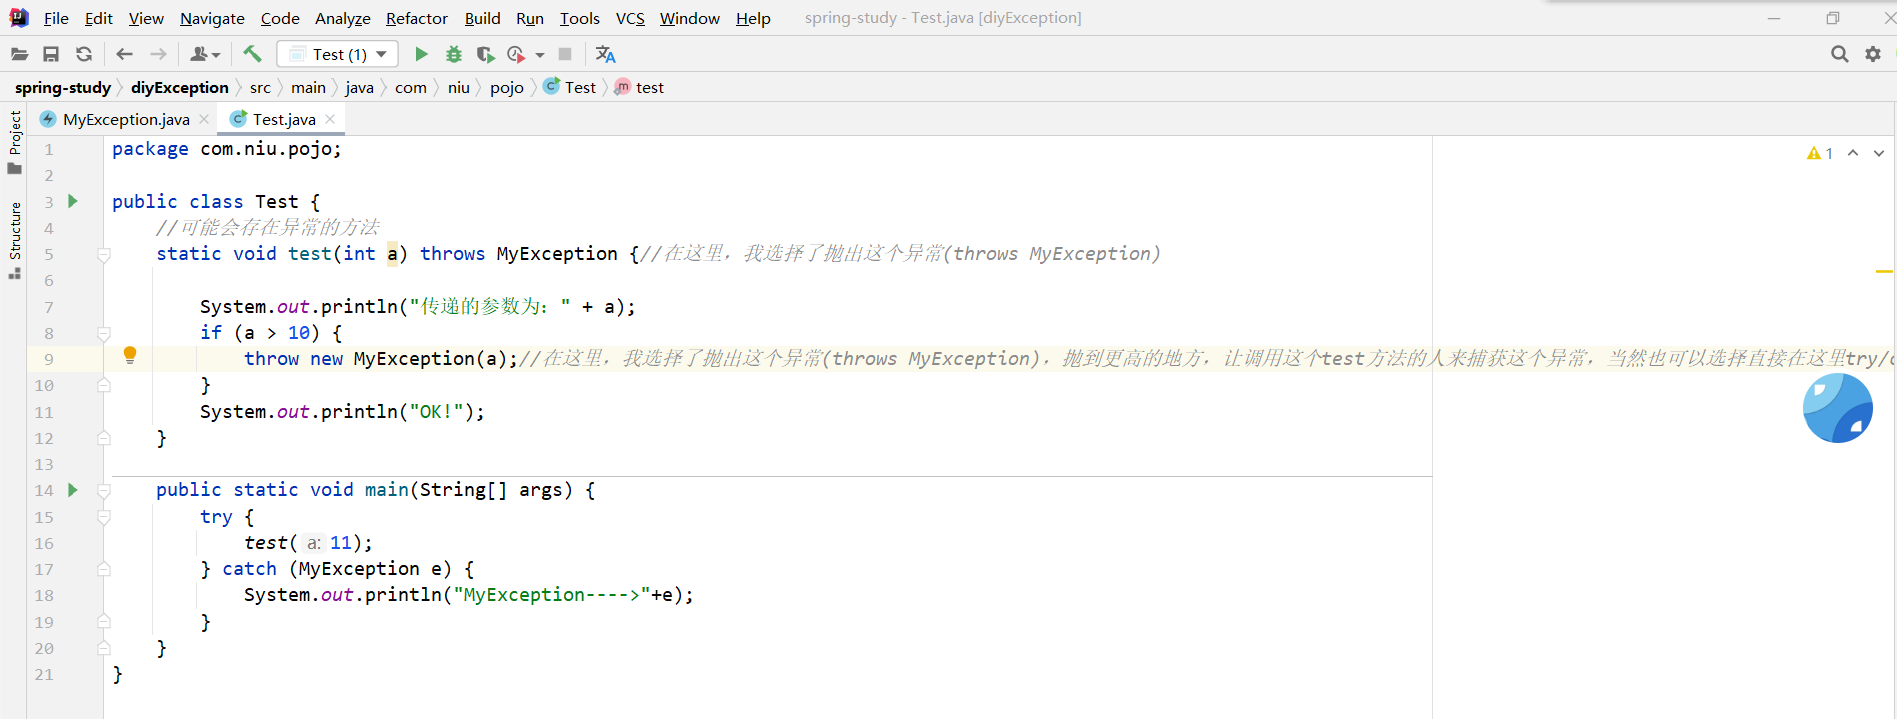 File Edit View Navigate Code Analyze Refactor Build Run Tools VCS Window Help spring-study - Test.java [diyException]
Test (1)
spring-study diyException src main java com niu pojo Test test
Project
Structure
MyException.java Test.java
1 package com.niu.pojo;
2
3 public class Test {
4 //可能会存在异常的方法
5 static void test(int a) throws MyException {//在这里，我选择了抛出这个异常(throws MyException)
6
7 System.out.println("传递的参数为：" + a);
8 if (a > 10) {
9 throw new MyException(a);//在这里，我选择了抛出这个异常(throws MyException)，抛到更高的地方，让调用这个test方法的人来捕获这个异常，当然也可以选择直接在这里try/
10 }
11 System.out.println("OK!");
12 }
13
14 public static void main(String[] args) {
15 try {
16 test( a: 11);
17 } catch (MyException e) {
18 System.out.println("MyException---->"+e);
19 }
20 }
21 }
1